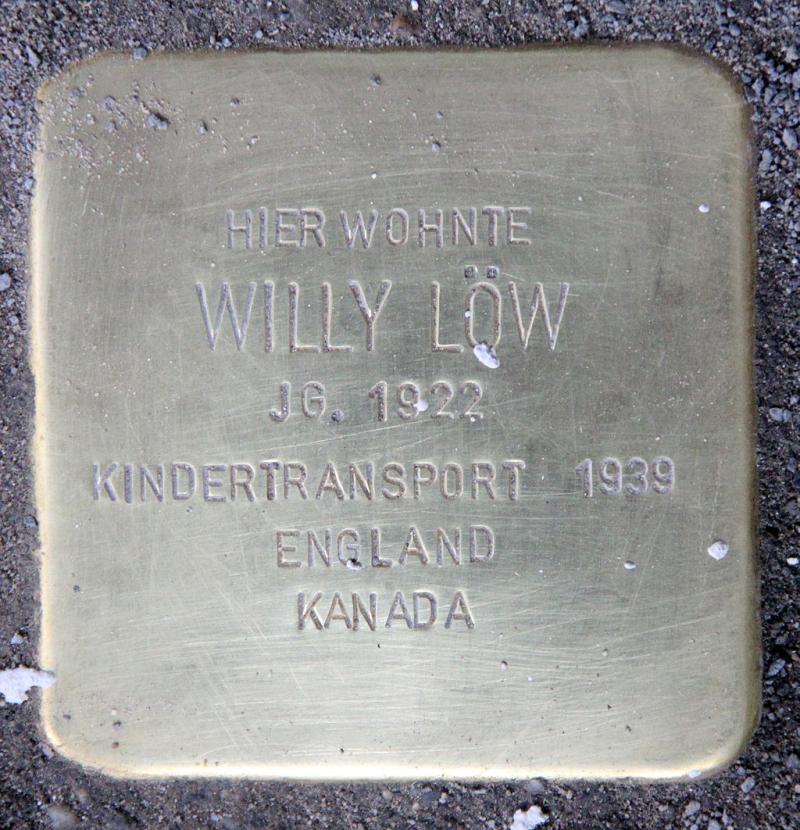 HIER WOHNTE
WILLY LÖW
JG. 1922
KINDERTRANSPORT 1939
ENGLAND
KANADA